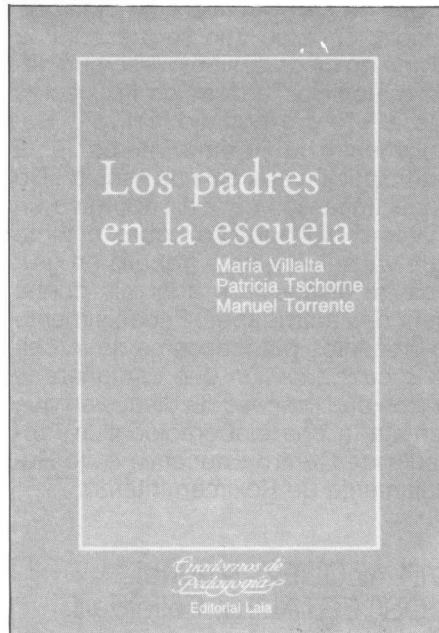 Los padres
en la escuela
María Villalta
Patricia Tschorne
Manuel Torrente
Cuadernos de
Pedagogía
Editorial Laia